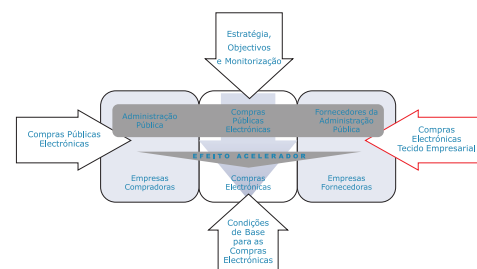 Estratégia,
Objectivos
e Monitorização
Administração
Pública
Compras
Públicas
Electrónicas
Fornecedores da
Administração
Pública
Compras Públicas
Electrónicas
Compras
Electrónicas
Tecido Empresarial
EFEITO ACELERADOR
Empresas
Compradoras
Compras
Electrónicas
Empresas
Fornecedoras
Condições
de Base
para as
Compras
Electrónicas